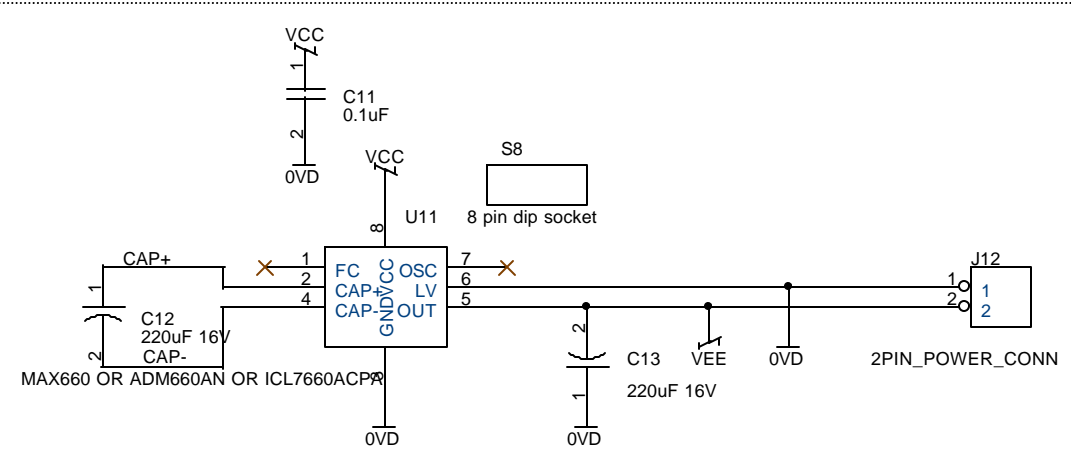 VCC
1
C11
0.1uF
2
0VD
VCC
S8
8
U11
8 pin dip socket
CAP+
1
FC
VCC
OSC
7
J12
2
CAP+
LV
6
1
1
4
CAP-
GND
OUT
5
2
2
1
C12
220uF 16V
2
CAP-
MAX660 OR ADM660AN OR ICL7660ACPA
2
C13
220uF 16V
1
VEE
0VD
2PIN_POWER_CONN
0VD
0VD